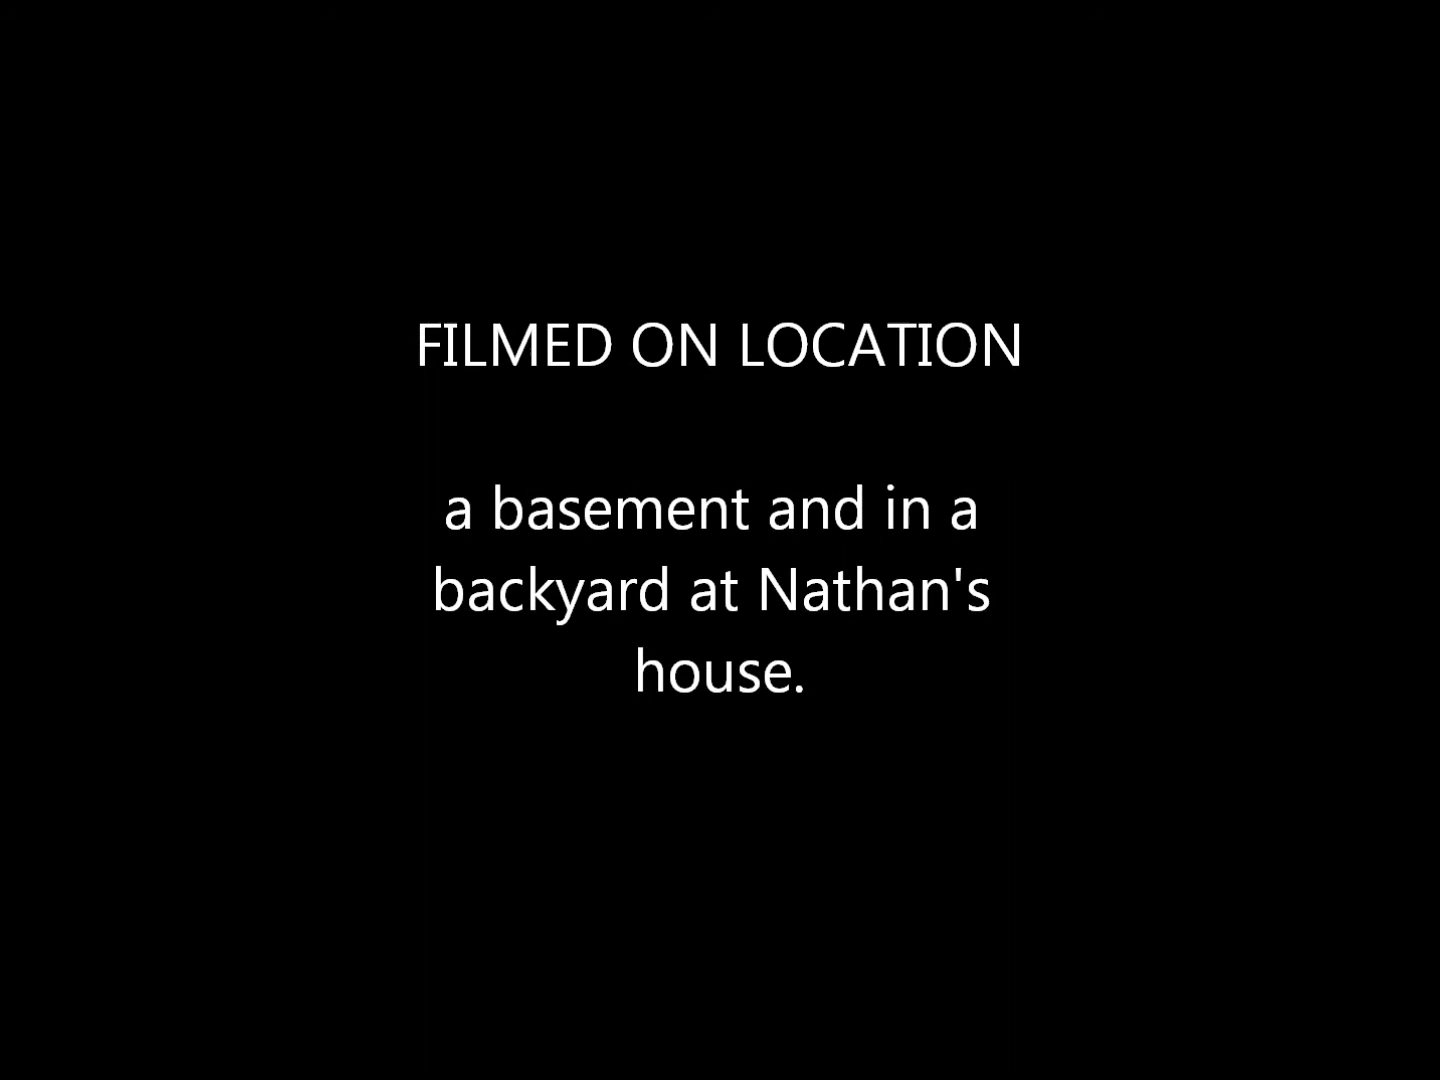 FILMED ON LOCATION
a basement and in a
backyard at Nathan's
house.